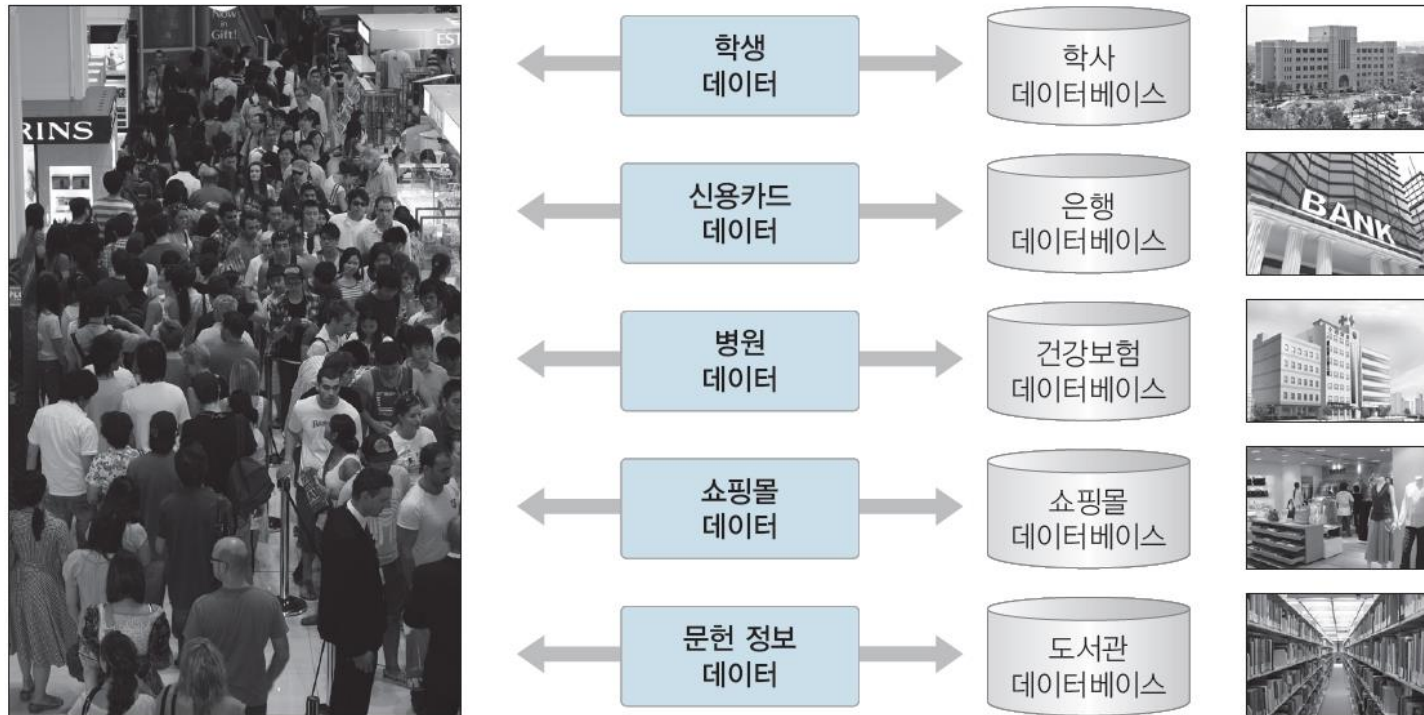 Now
in
Gift!
EST
RINS
학생
데이터
학사
데이터베이스
신용카드
데이터
은행
데이터베이스
BANK
병원
데이터
건강보험
데이터베이스
쇼핑몰
데이터
쇼핑몰
데이터베이스
문헌 정보
데이터
도서관
데이터베이스